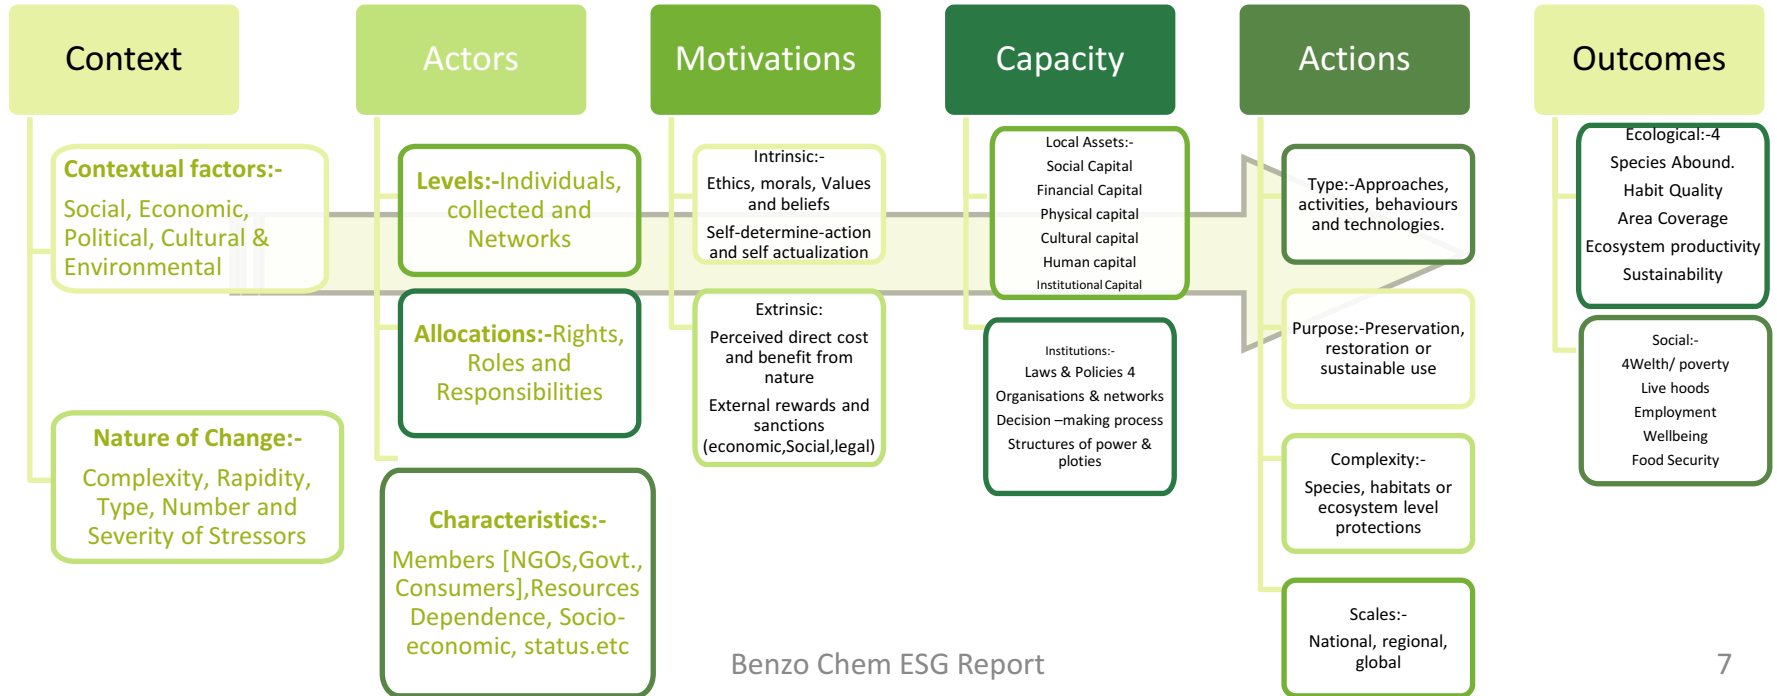 Context
Contextual factors:-
Social, Economic,
Political, Cultural &
Environmental
Nature of Change:-
Complexity, Rapidity,
Type, Number and
Severity of Stressors
Actors
Levels:-Individuals,
collected and
Networks
Allocations:-Rights,
Roles and
Responsibilities
Characteristics:-
Members [NGOs,Govt.,
Consumers],Resources
Dependence, Socio-
economic, status.etc
Motivations
Intrinsic:-
Ethics, morals, Values
and beliefs
Self-determine-action
and self actualization
Extrinsic:
Perceived direct cost
and benefit from
nature
External rewards and
sanctions
(economic,Social,legal)
Capacity
Local Assets:-
Social Capital
Financial Capital
Physical capital
Cultural capital
Human capital
Institutional Capital
Institutions:-
Laws & Policies 4
Organisations & networks
Decision –making process
Structures of power &
ploties
Actions
Type:-Approaches,
activities, behaviours
and technologies.
Purpose:-Preservation,
restoration or
sustainable use
Complexity:-
Species, habitats or
ecosystem level
protections
Scales:-
National, regional,
global
Outcomes
Ecological:-4
Species Abound.
Habit Quality
Area Coverage
Ecosystem productivity
Sustainability
Social:-
4Welth/ poverty
Live hoods
Employment
Wellbeing
Food Security
Benzo Chem ESG Report
7